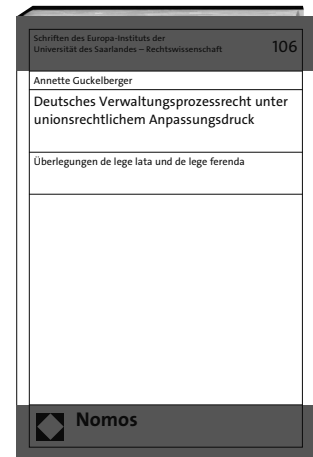 Schriften des Europa-Instituts der
Universität des Saarlandes – Rechtswissenschaft 106
Annette Guckelberger
Deutsches Verwaltungsprozessrecht unter
unionsrechtlichem Anpassungsdruck
Überlegungen de lege lata und de lege ferenda
Nomos